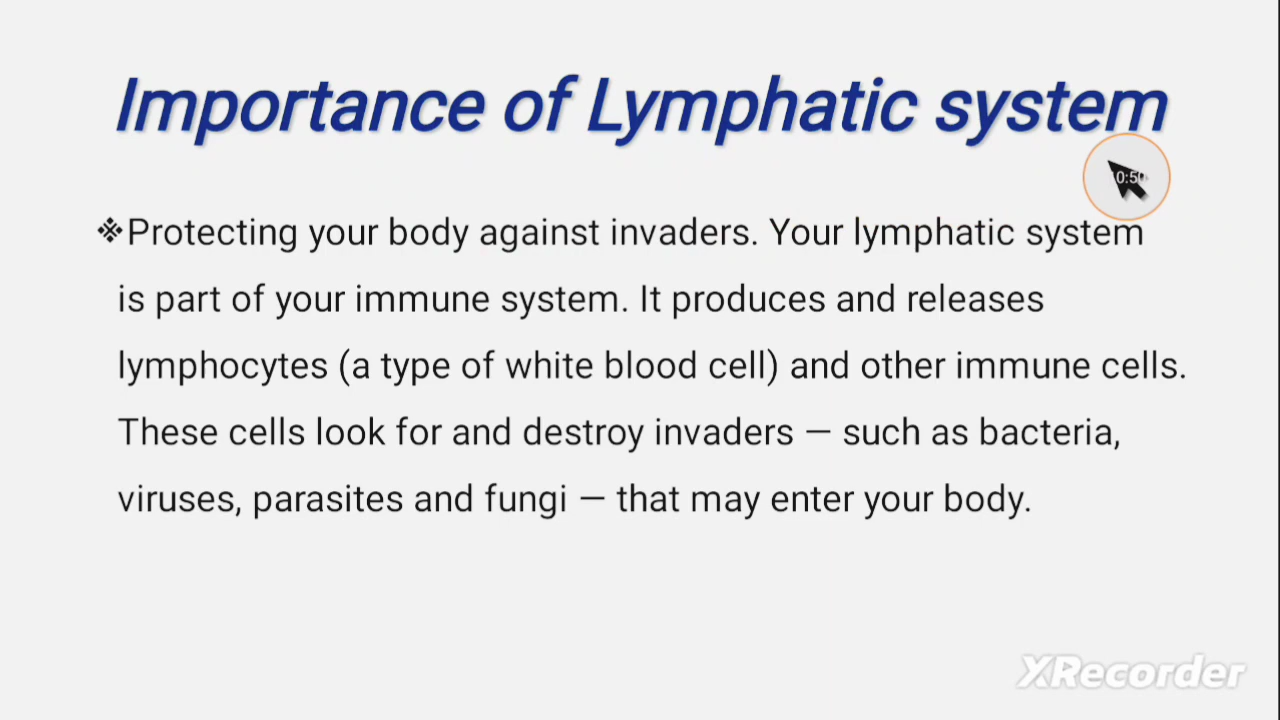 Importance of Lymphatic system
❖Protecting your body against invaders. Your lymphatic system
is part of your immune system. It produces and releases
lymphocytes (a type of white blood cell) and other immune cells.
These cells look for and destroy invaders — such as bacteria,
viruses, parasites and fungi — that may enter your body.
XRecorder